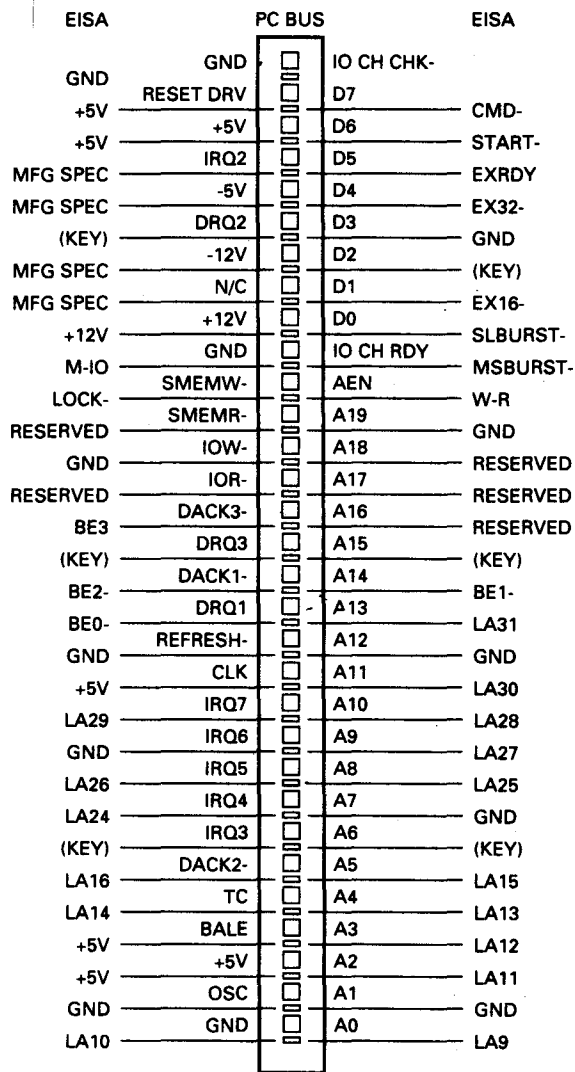 EISA PC BUS EISA
GND IO CH CHK-
GND
RESET DRV D7
+5V CMD-
+5V D6
+5V START-
IRQ2 D5
MFG SPEC EXRDY
-5V D4
MFG SPEC EX32-
DRQ2 D3
(KEY) GND
-12V D2
MFG SPEC (KEY)
N/C D1
MFG SPEC EX16-
+12V D0
+12V SLBURST-
GND IO CH RDY
M-IO MSBURST-
SMEMW- AEN
LOCK- W-R
SMEMR- A19
RESERVED GND
IOW- A18
GND RESERVED
IOR- A17
RESERVED RESERVED
DACK3- A16
BE3 RESERVED
DRQ3 A15
(KEY) (KEY)
DACK1- A14
BE2- BE1-
DRQ1 A13
BE0- LA31
REFRESH- A12
GND GND
CLK A11
+5V LA30
IRQ7 A10
LA29 LA28
IRQ6 A9
GND LA27
IRQ5 A8
LA26 LA25
IRQ4 A7
LA24 GND
IRQ3 A6
(KEY) (KEY)
DACK2- A5
LA16 LA15
TC A4
LA14 LA13
BALE A3
+5V LA12
+5V A2
+5V LA11
OSC A1
GND GND
GND A0
LA10 LA9